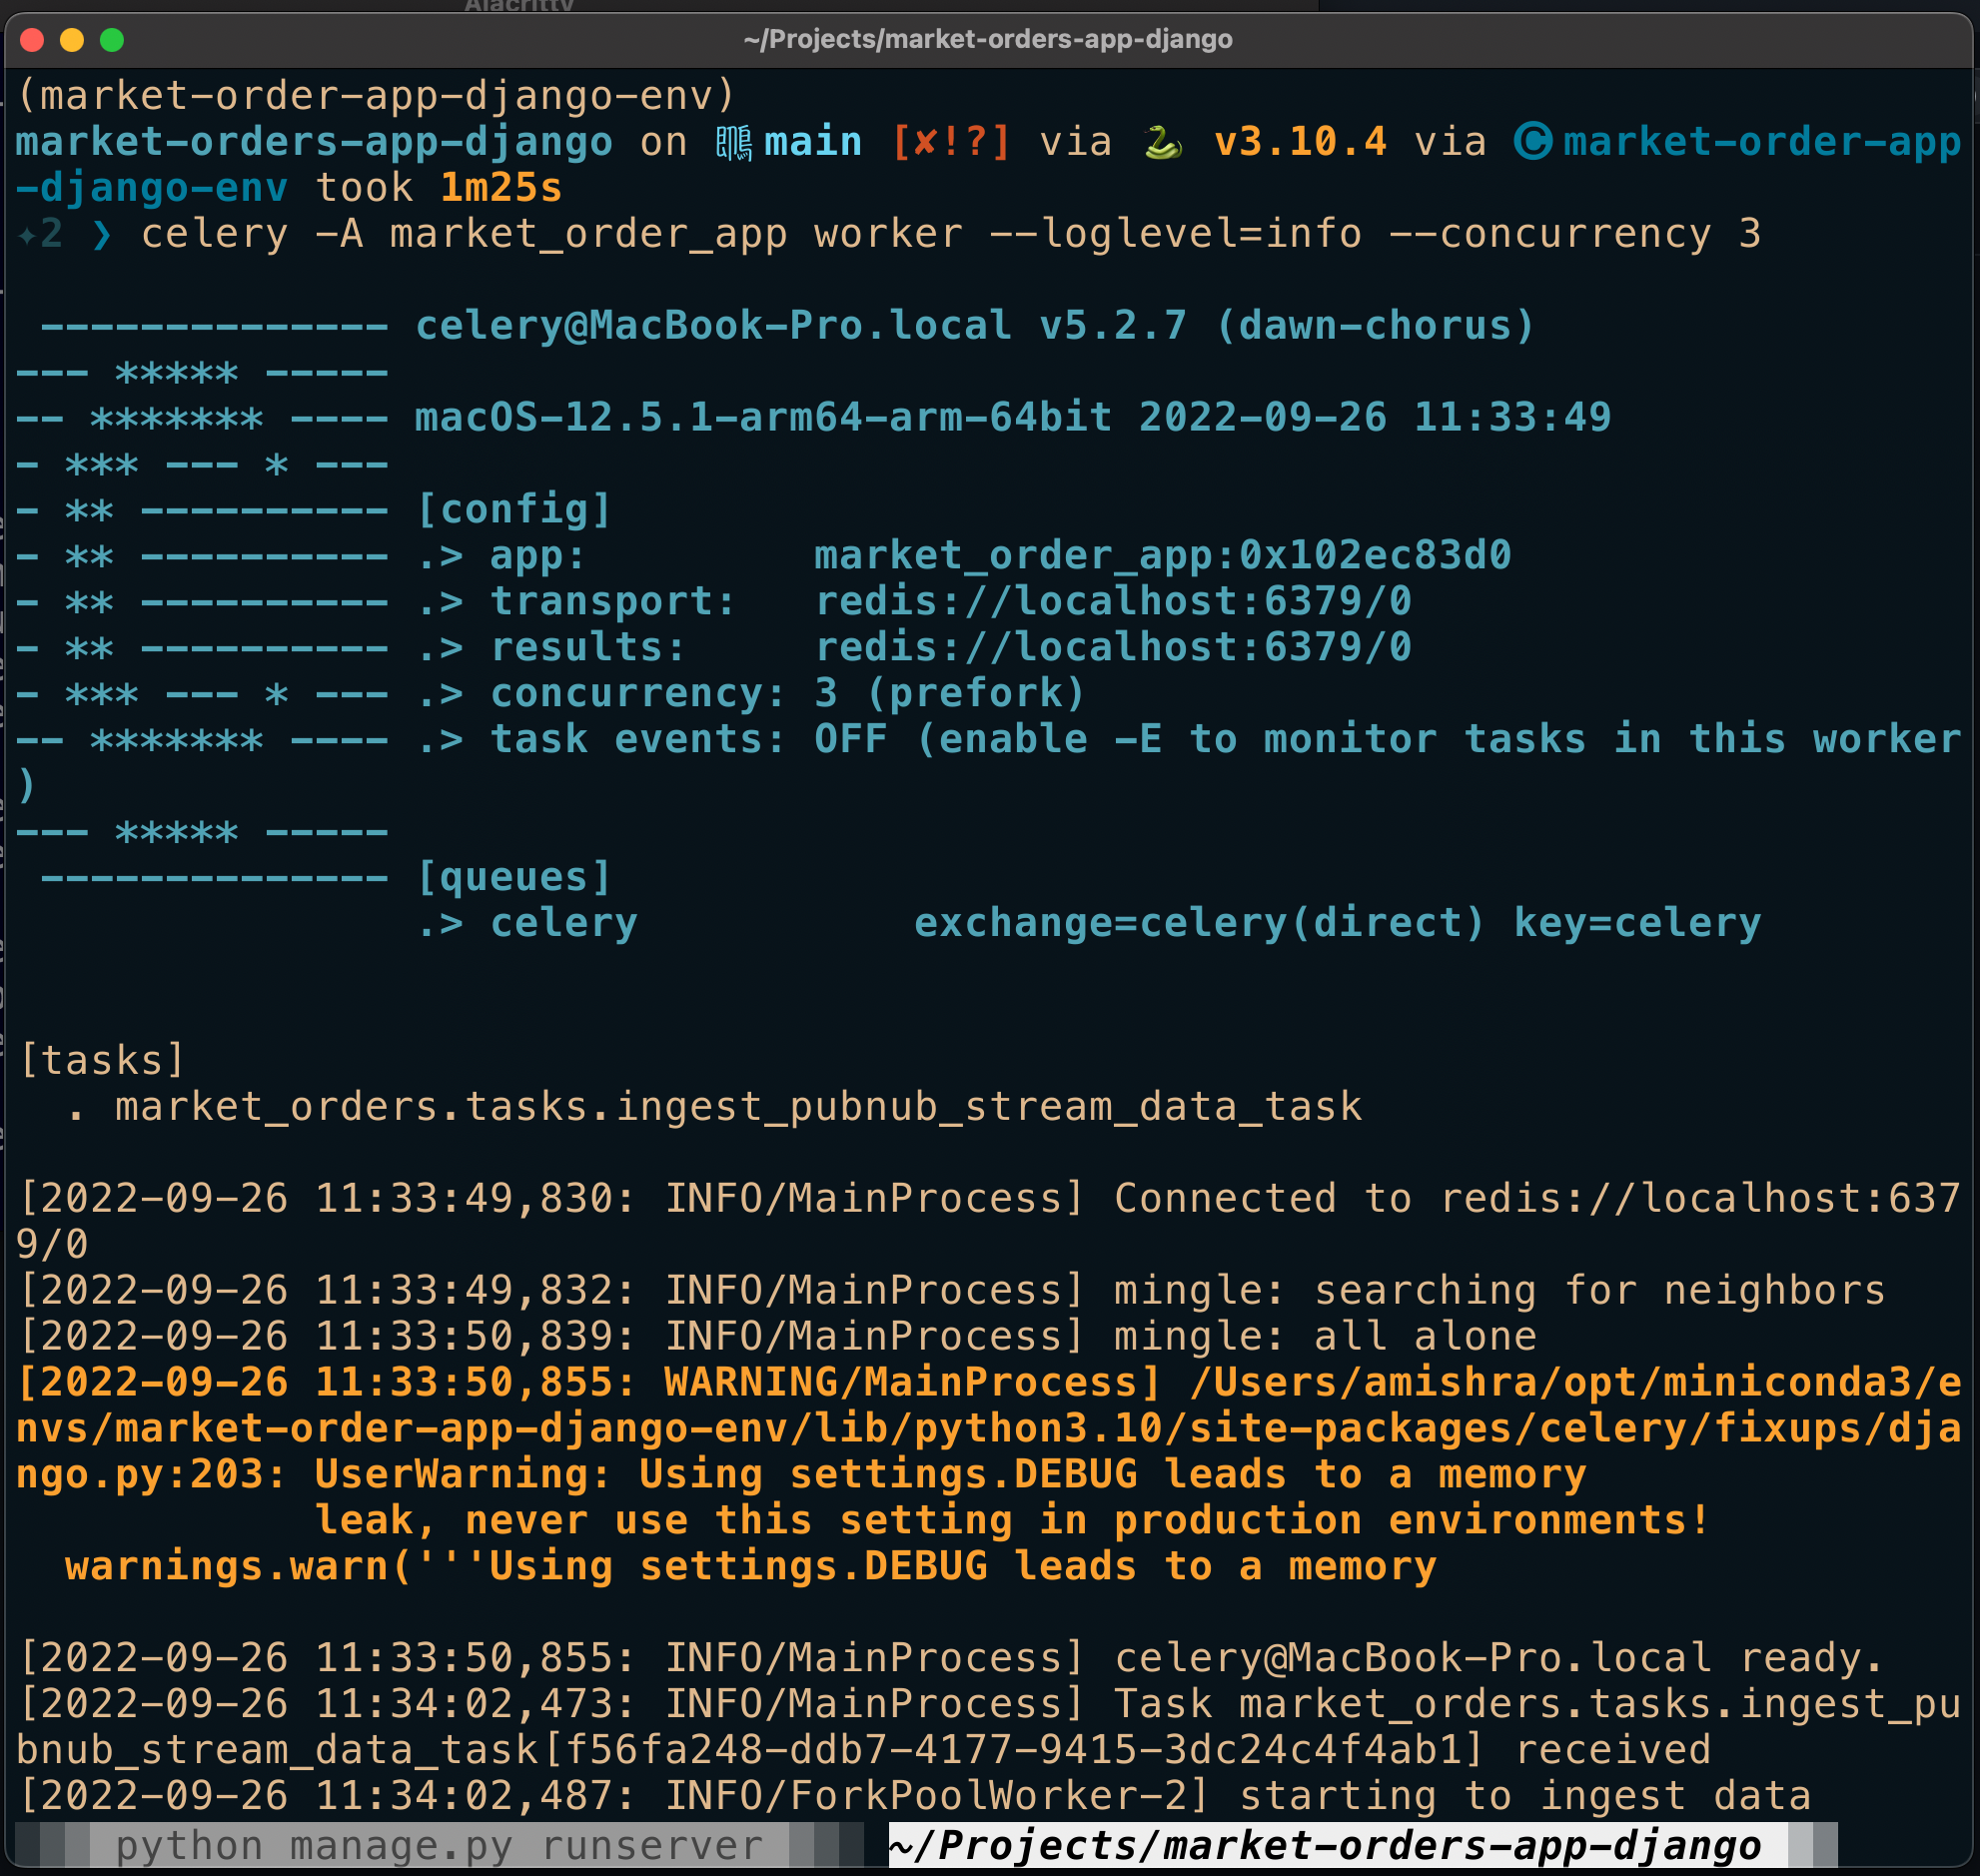 ~/Projects/market-orders-app-django
(market-order-app-django-env)
market-orders-app-django on main [✘!?] via 🐍 v3.10.4 via Ⓒ market-order-app
-django-env took 1m25s
✦2 ❯ celery -A market_order_app worker --loglevel=info --concurrency 3
 -------------- celery@MacBook-Pro.local v5.2.7 (dawn-chorus)
--- ***** -----
-- ******* ---- macOS-12.5.1-arm64-arm-64bit 2022-09-26 11:33:49
- *** --- * ---
- ** ---------- [config]
- ** ---------- .> app:         market_order_app:0x102ec83d0
- ** ---------- .> transport:   redis://localhost:6379/0
- ** ---------- .> results:     redis://localhost:6379/0
- *** --- * --- .> concurrency: 3 (prefork)
-- ******* ---- .> task events: OFF (enable -E to monitor tasks in this worker
)
--- ***** -----
 -------------- [queues]
                .> celery           exchange=celery(direct) key=celery
[tasks]
  . market_orders.tasks.ingest_pubnub_stream_data_task
[2022-09-26 11:33:49,830: INFO/MainProcess] Connected to redis://localhost:637
9/0
[2022-09-26 11:33:49,832: INFO/MainProcess] mingle: searching for neighbors
[2022-09-26 11:33:50,839: INFO/MainProcess] mingle: all alone
[2022-09-26 11:33:50,855: WARNING/MainProcess] /Users/amishra/opt/miniconda3/e
nvs/market-order-app-django-env/lib/python3.10/site-packages/celery/fixups/dja
ngo.py:203: UserWarning: Using settings.DEBUG leads to a memory
            leak, never use this setting in production environments!
  warnings.warn('''Using settings.DEBUG leads to a memory
[2022-09-26 11:33:50,855: INFO/MainProcess] celery@MacBook-Pro.local ready.
[2022-09-26 11:34:02,473: INFO/MainProcess] Task market_orders.tasks.ingest_pu
bnub_stream_data_task[f56fa248-ddb7-4177-9415-3dc24c4f4ab1] received
[2022-09-26 11:34:02,487: INFO/ForkPoolWorker-2] starting to ingest data
python manage.py runserver ~/Projects/market-orders-app-django